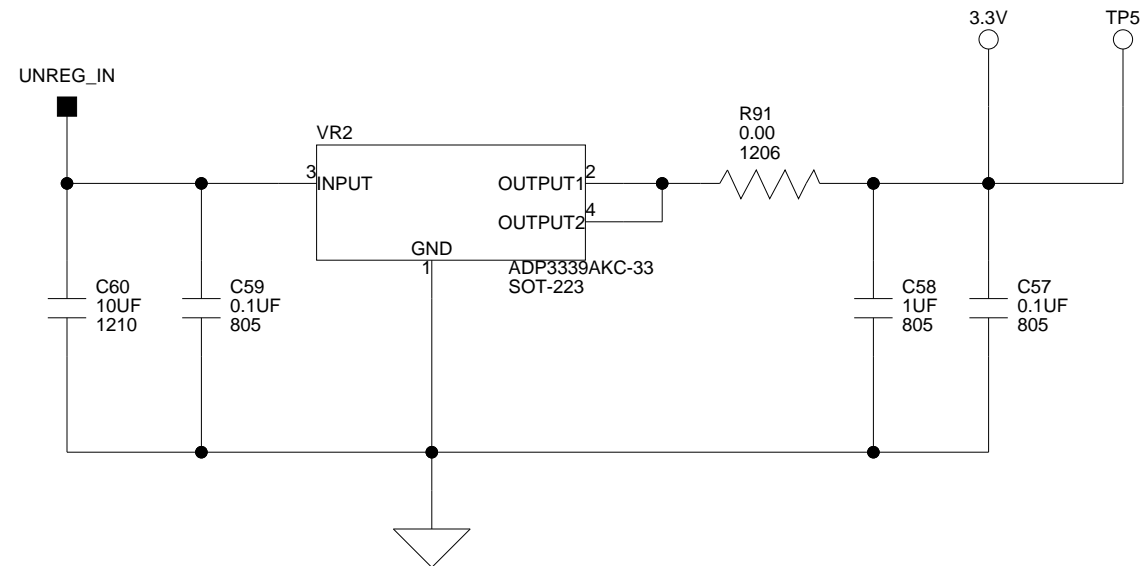 3.3V
TP5
UNREG_IN
R91
0.00
1206
VR2
3
INPUT
OUTPUT1
2
OUTPUT2
4
GND
1
ADP3339AKC-33
SOT-223
C60
10UF
1210
C59
0.1UF
805
C58
1UF
805
C57
0.1UF
805